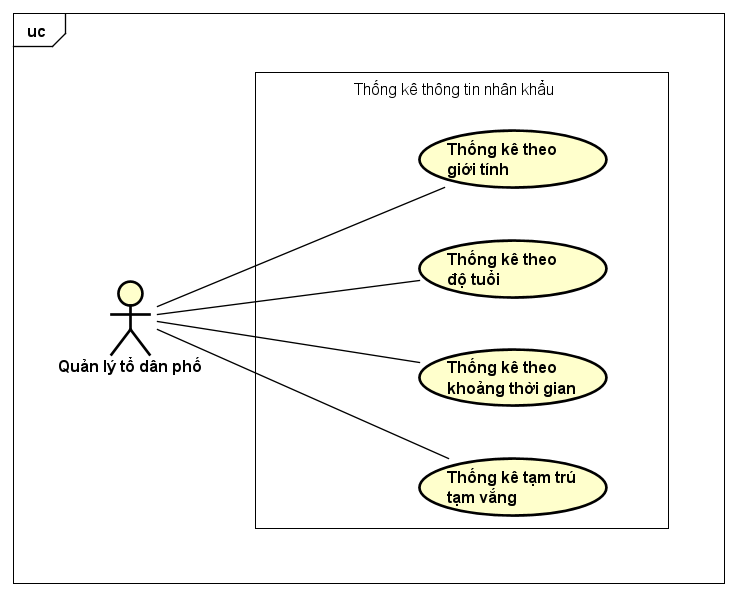 uc
Thống kê thông tin nhân khẩu
Thống kê theo
giới tính
Thống kê theo
độ tuổi
Quản lý tổ dân phố
Thống kê theo
khoảng thời gian
Thống kê tạm trú
tạm vắng